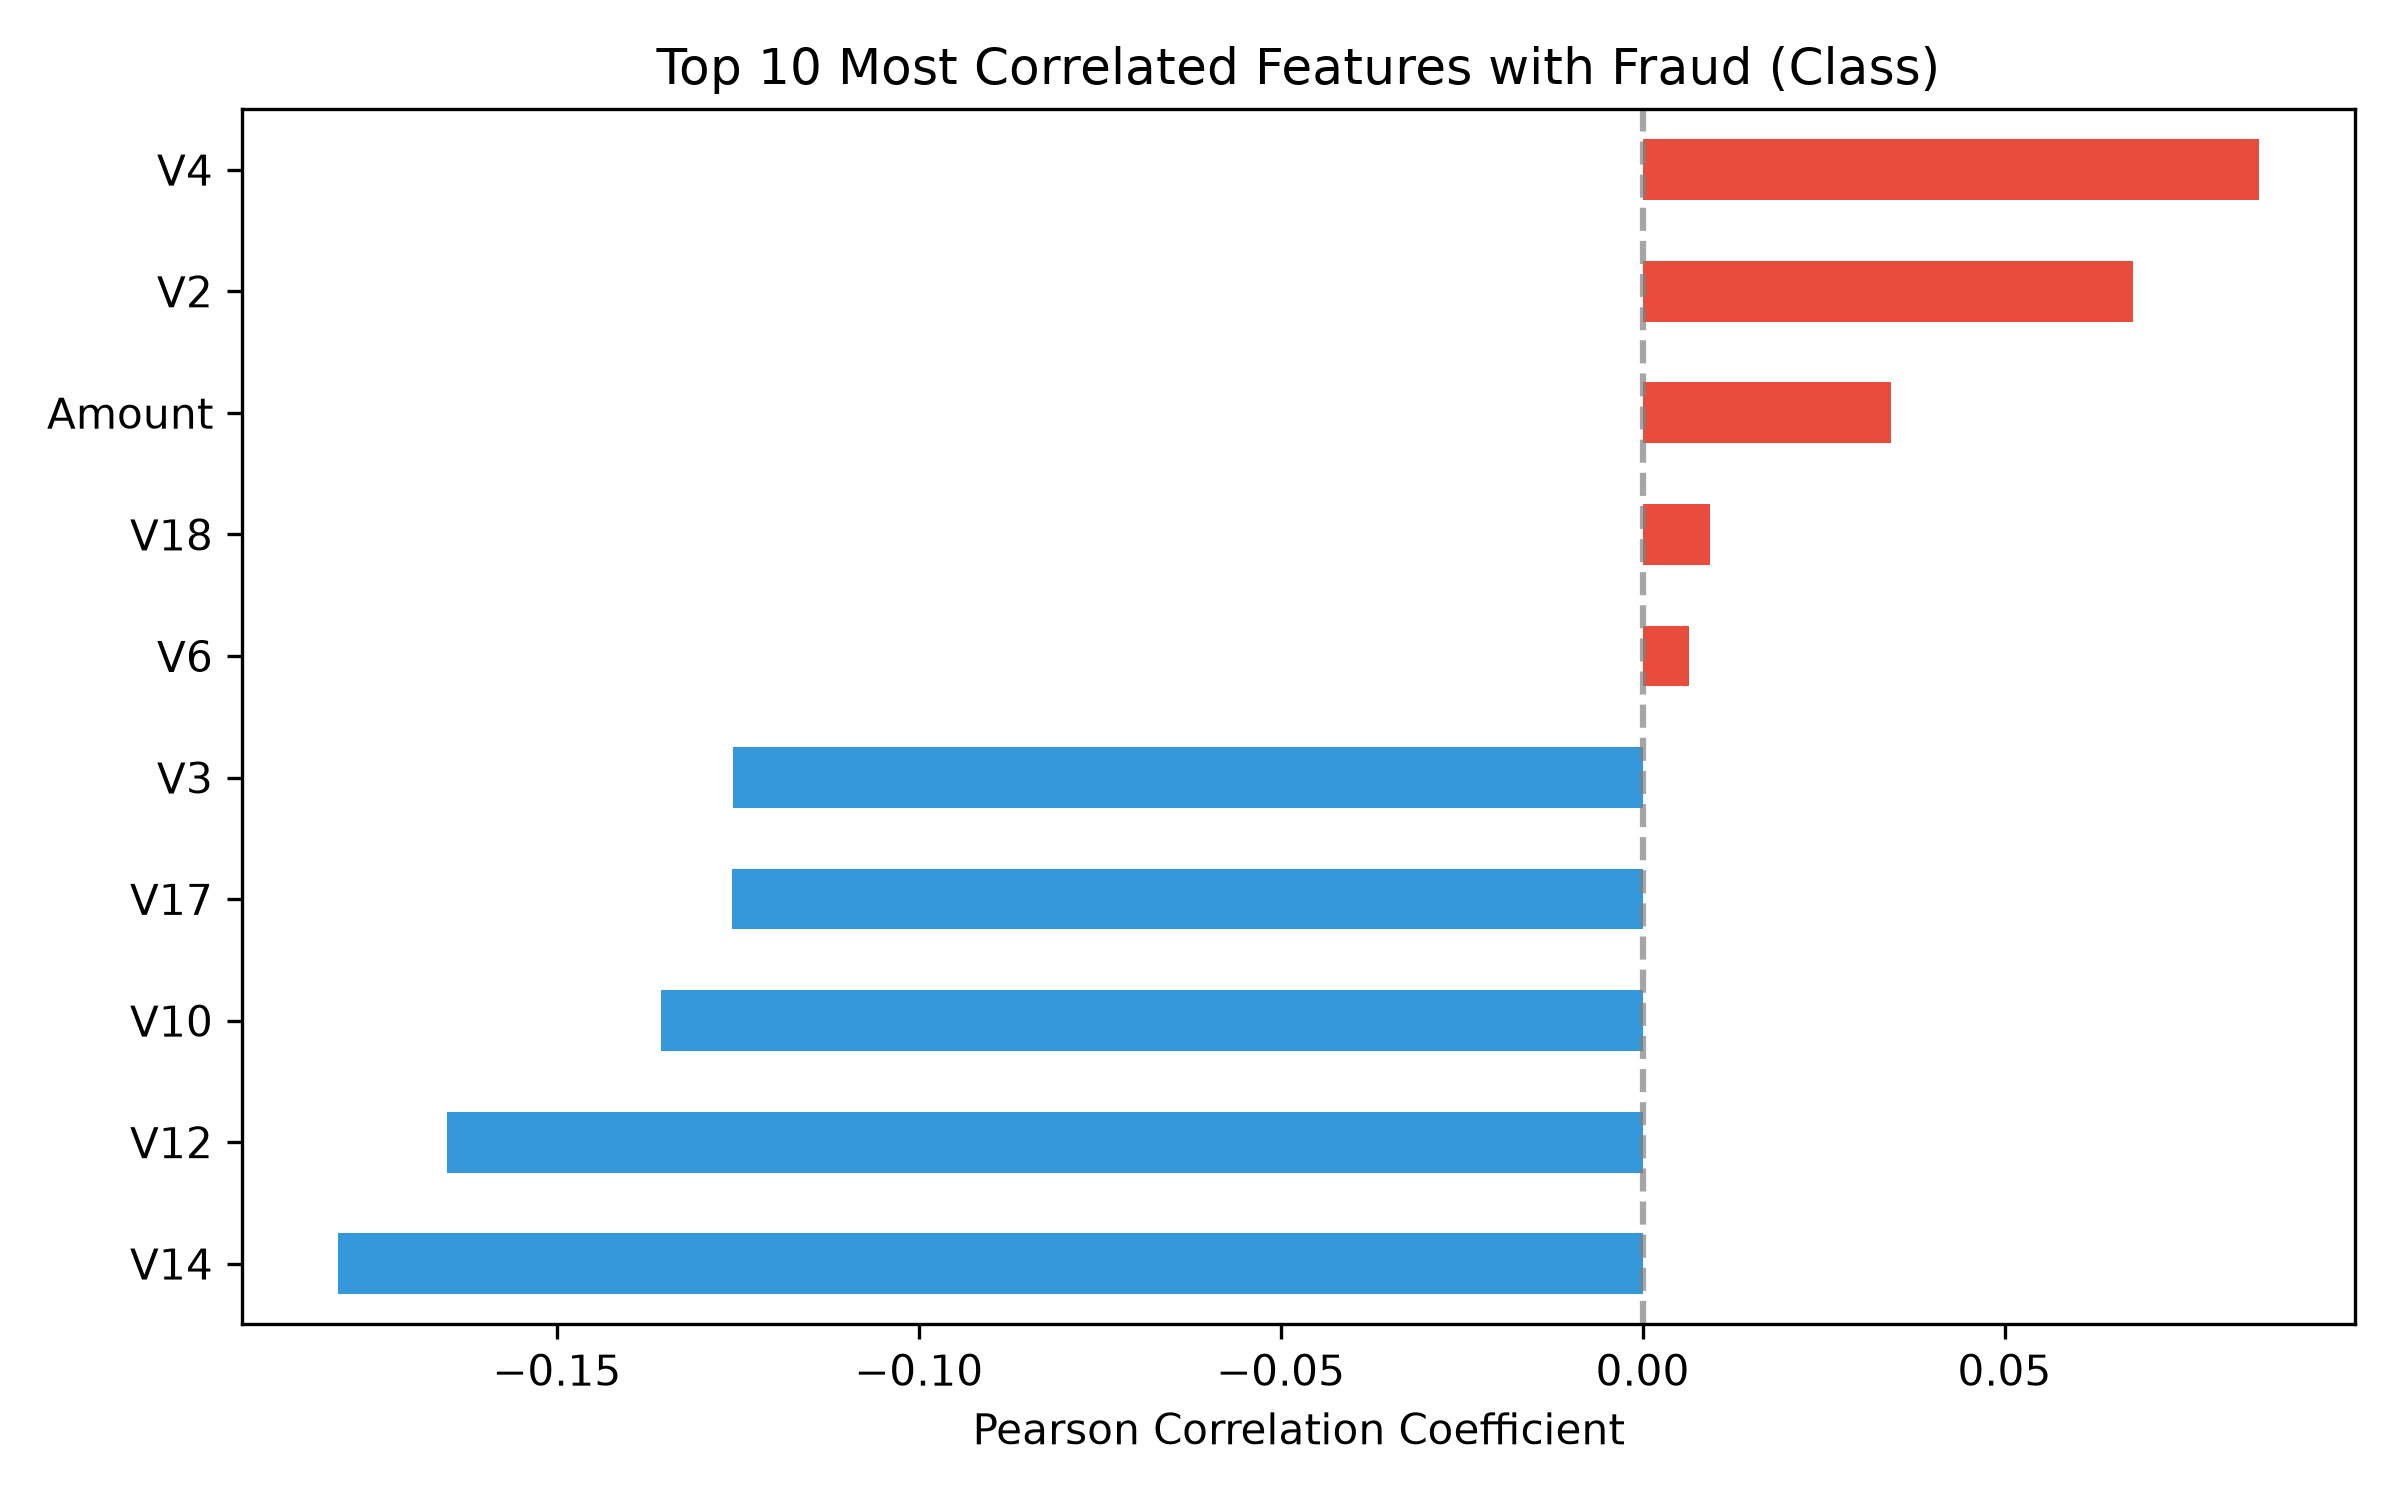 Top 10 Most Correlated Features with Fraud (Class)
V4
V2
Amount
V18
V6
V3
V17
V10
V12
V14
−0.15 −0.10 −0.05 0.00 0.05
Pearson Correlation Coefficient